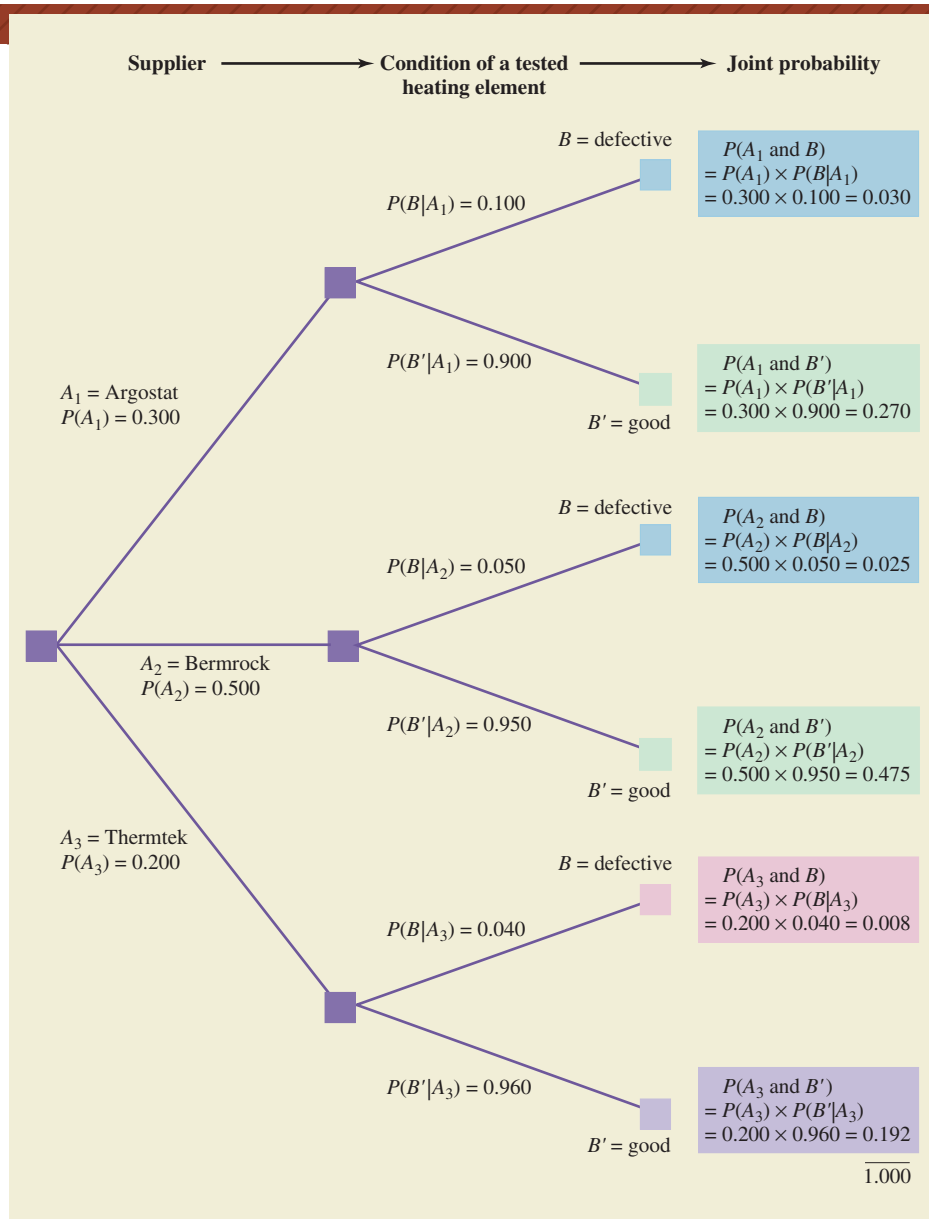 Supplier → Condition of a tested → Joint probability
heating element
B = defective
P(A₁ and B)
= P(A₁) × P(B|A₁)
= 0.300 × 0.100 = 0.030
P(B|A₁) = 0.100
P(B'|A₁) = 0.900
P(A₁ and B')
= P(A₁) × P(B'|A₁)
= 0.300 × 0.900 = 0.270
A₁ = Argostat
P(A₁) = 0.300
B' = good
B = defective
P(A₂ and B)
= P(A₂) × P(B|A₂)
= 0.500 × 0.050 = 0.025
P(B|A₂) = 0.050
A₂ = Bermrock
P(A₂) = 0.500
P(B'|A₂) = 0.950
P(A₂ and B')
= P(A₂) × P(B'|A₂)
= 0.500 × 0.950 = 0.475
B' = good
A₃ = Thermtek
P(A₃) = 0.200
B = defective
P(A₃ and B)
= P(A₃) × P(B|A₃)
= 0.200 × 0.040 = 0.008
P(B|A₃) = 0.040
P(B'|A₃) = 0.960
P(A₃ and B')
= P(A₃) × P(B'|A₃)
= 0.200 × 0.960 = 0.192
B' = good
1.000